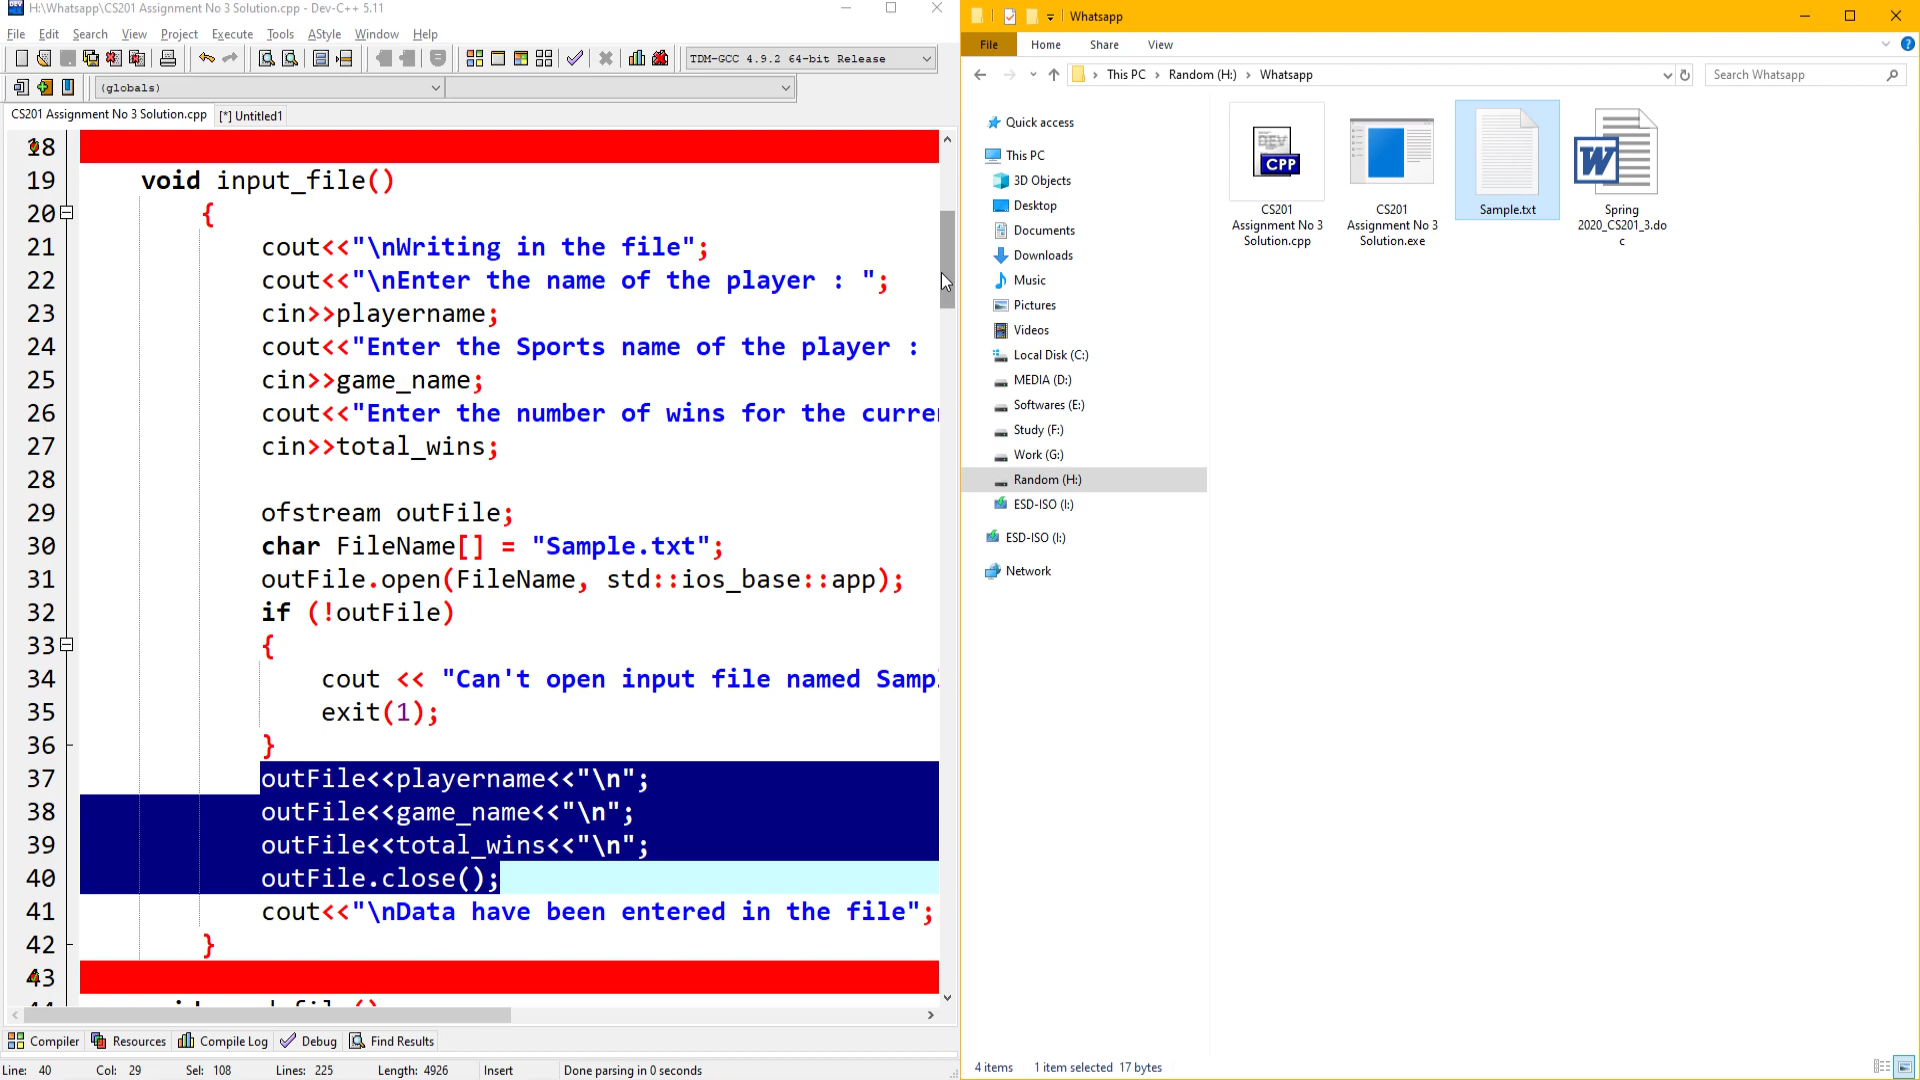 H:\Whatsapp\CS201 Assignment No 3 Solution.cpp - Dev-C++ 5.11
File Edit Search View Project Execute Tools AStyle Window Help
TDM-GCC 4.9.2 64-bit Release
(globals)
CS201 Assignment No 3 Solution.cpp [*] Untitled1
18
19 void input_file()
20 {
21 cout<<"\nWriting in the file";
22 cout<<"\nEnter the name of the player : ";
23 cin>>playername;
24 cout<<"Enter the Sports name of the player :
25 cin>>game_name;
26 cout<<"Enter the number of wins for the curre
27 cin>>total_wins;
28
29 ofstream outFile;
30 char FileName[] = "Sample.txt";
31 outFile.open(FileName, std::ios_base::app);
32 if (!outFile)
33 {
34 cout << "Can't open input file named Samp
35 exit(1);
36 }
37 outFile<<playername<<"\n";
38 outFile<<game_name<<"\n";
39 outFile<<total_wins<<"\n";
40 outFile.close();
41 cout<<"\nData have been entered in the file";
42 }
43
Compiler Resources Compile Log Debug Find Results
Line: 40 Col: 29 Sel: 108 Lines: 225 Length: 4926 Insert Done parsing in 0 seconds
Whatsapp
File Home Share View
This PC > Random (H:) > Whatsapp
Search Whatsapp
Quick access
This PC
3D Objects
Desktop
Documents
Downloads
Music
Pictures
Videos
Local Disk (C:)
MEDIA (D:)
Softwares (E:)
Study (F:)
Work (G:)
Random (H:)
ESD-ISO (I:)
ESD-ISO (I:)
Network
DEV
CPP
CS201
Assignment No 3
Solution.cpp
CS201
Assignment No 3
Solution.exe
Sample.txt
W
Spring
2020_CS201_3.do
c
4 items 1 item selected 17 bytes